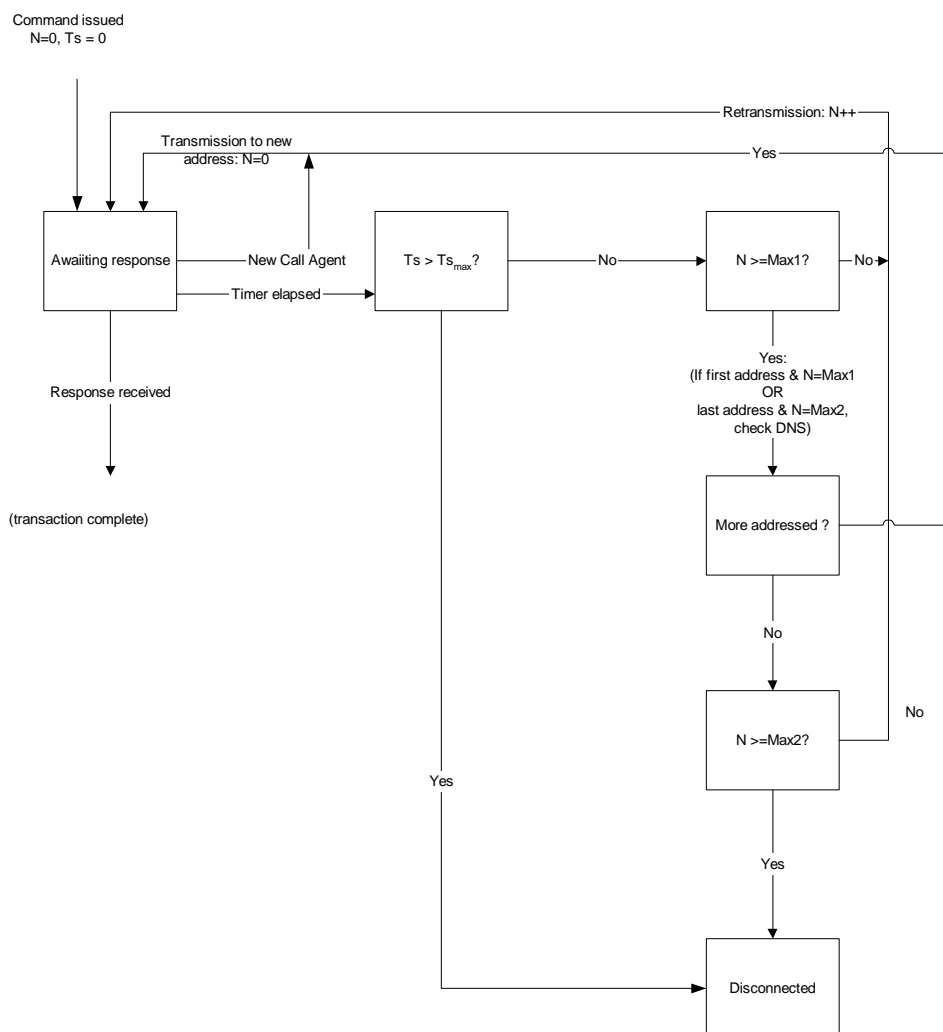 Command issued
N=0, Ts = 0
Retransmission: N++
Transmission to new
address: N=0
Yes
Awaiiting response
New Call Agent
Ts > Tsmax?
No
N >=Max1?
No
Timer elapsed
Yes:
(If first address & N=Max1
OR
last address & N=Max2,
check DNS)
Response received
(transaction complete)
More addressed ?
No
No
N >=Max2?
Yes
Yes
Disconnected